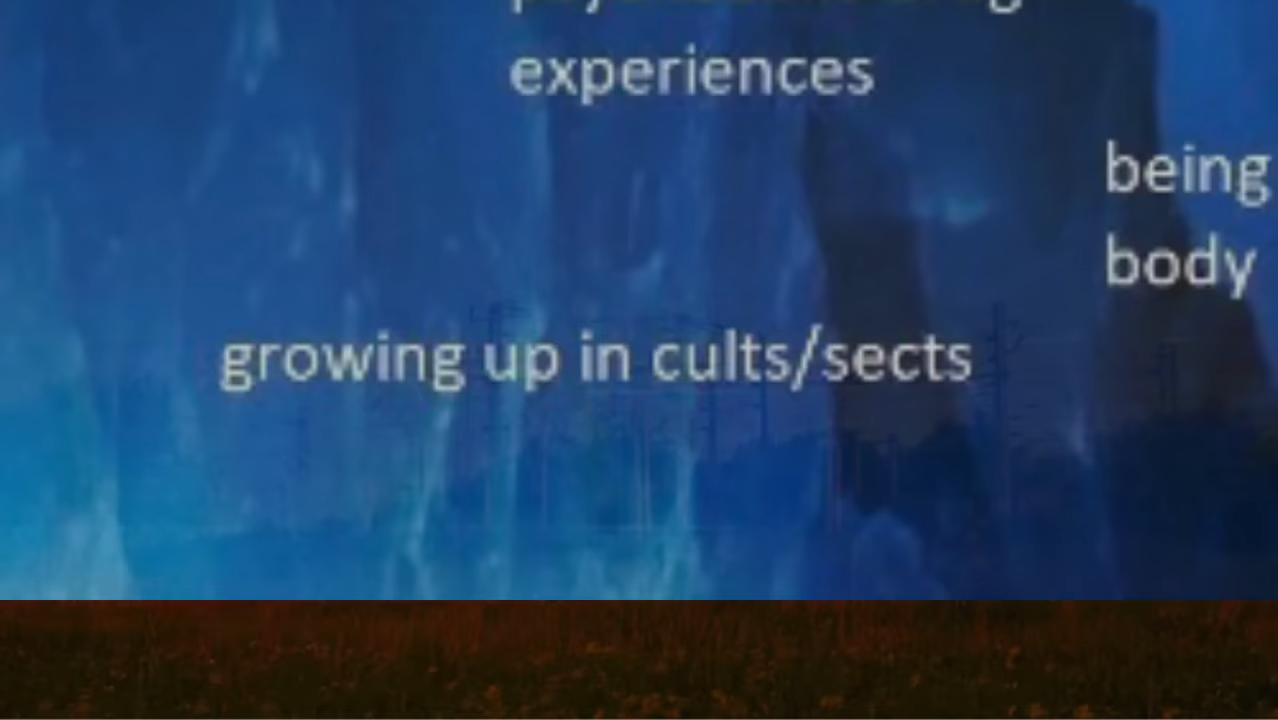 experiences
being
body
growing up in cults/sects